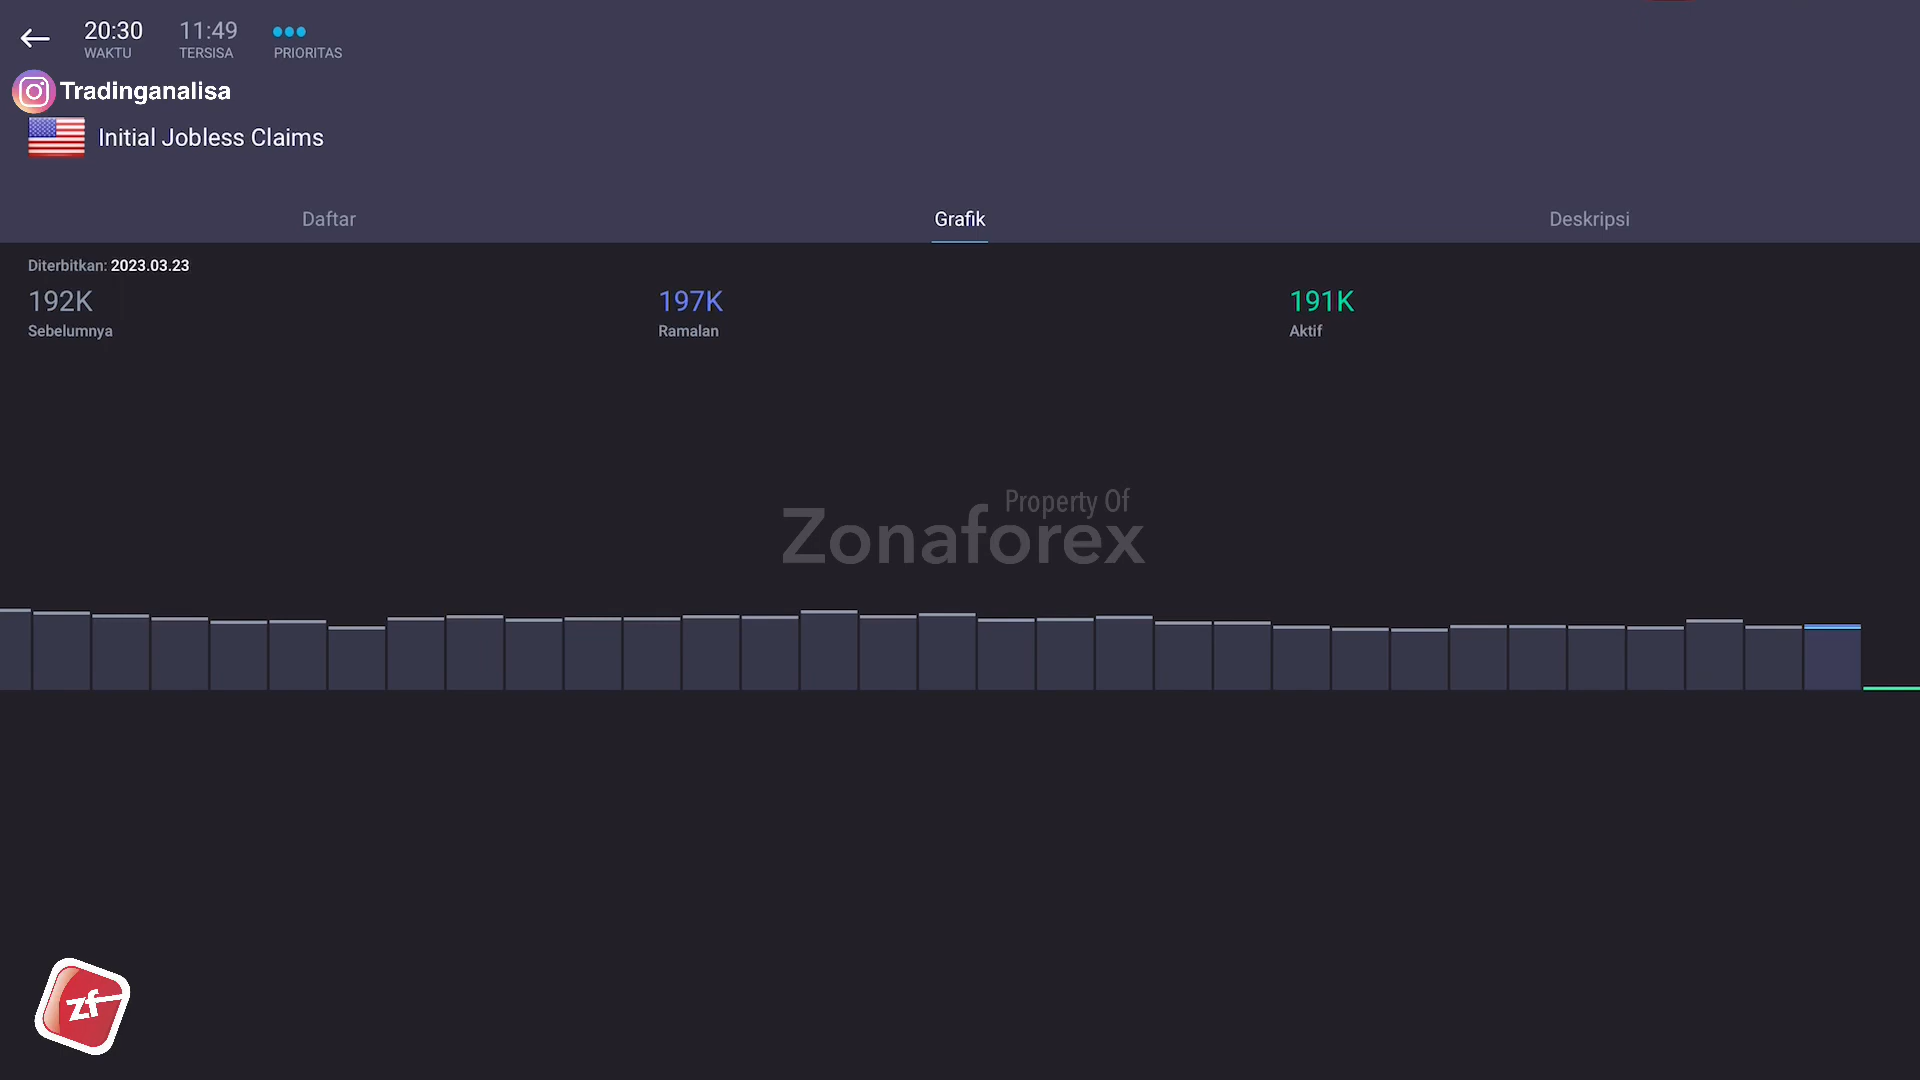 20:30 11:49
WAKTU TERSISA PRIORITAS
Tradinganalisa
Initial Jobless Claims
Daftar Grafik Deskripsi
Diterbitkan: 2023.03.23
192K 197K 191K
Sebelumnya Ramalan Aktif
Property Of
Zonaforex
zf